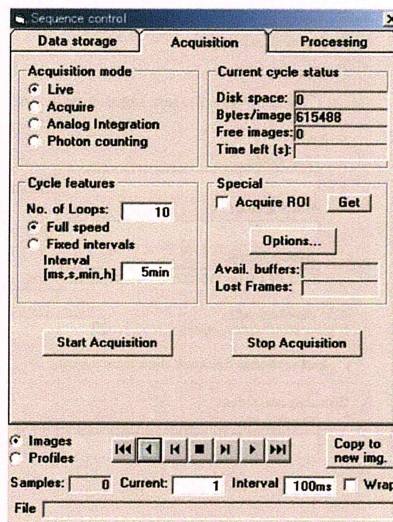 Sequence control
Data storage
Acquisition
Processing
Acquisition mode
Live
Acquire
Analog Integration
Photon counting
Current cycle status
Disk space: 0
Bytes/image 615488
Free images: 0
Time left (s):
Cycle features
No. of Loops: 10
Full speed
Fixed intervals
Interval
[ms,s,min,h] 5min
Special
Acquire ROI Get
Options...
Avail. buffers:
Lost Frames:
Start Acquisition
Stop Acquisition
Images
Profiles
Copy to
new img.
Samples: 0 Current: 1 Interval 100ms Wrap
File